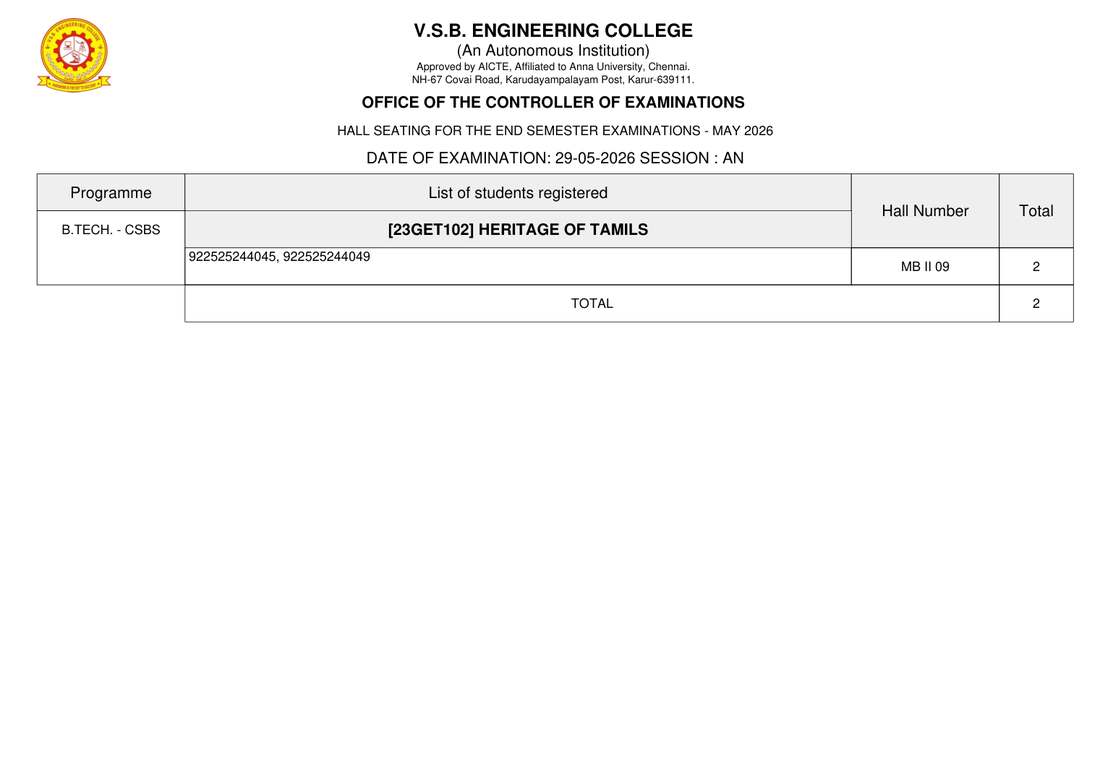 V.S.B. ENGINEERING COLLEGE
(An Autonomous Institution)
Approved by AICTE, Affiliated to Anna University, Chennai.
NH-67 Covai Road, Karudayampalayam Post, Karur-639111.
OFFICE OF THE CONTROLLER OF EXAMINATIONS
HALL SEATING FOR THE END SEMESTER EXAMINATIONS - MAY 2026
DATE OF EXAMINATION: 29-05-2026 SESSION : AN
Programme List of students registered Hall Number Total
B.TECH. - CSBS [23GET102] HERITAGE OF TAMILS
922525244045, 922525244049 MB II 09 2
TOTAL 2